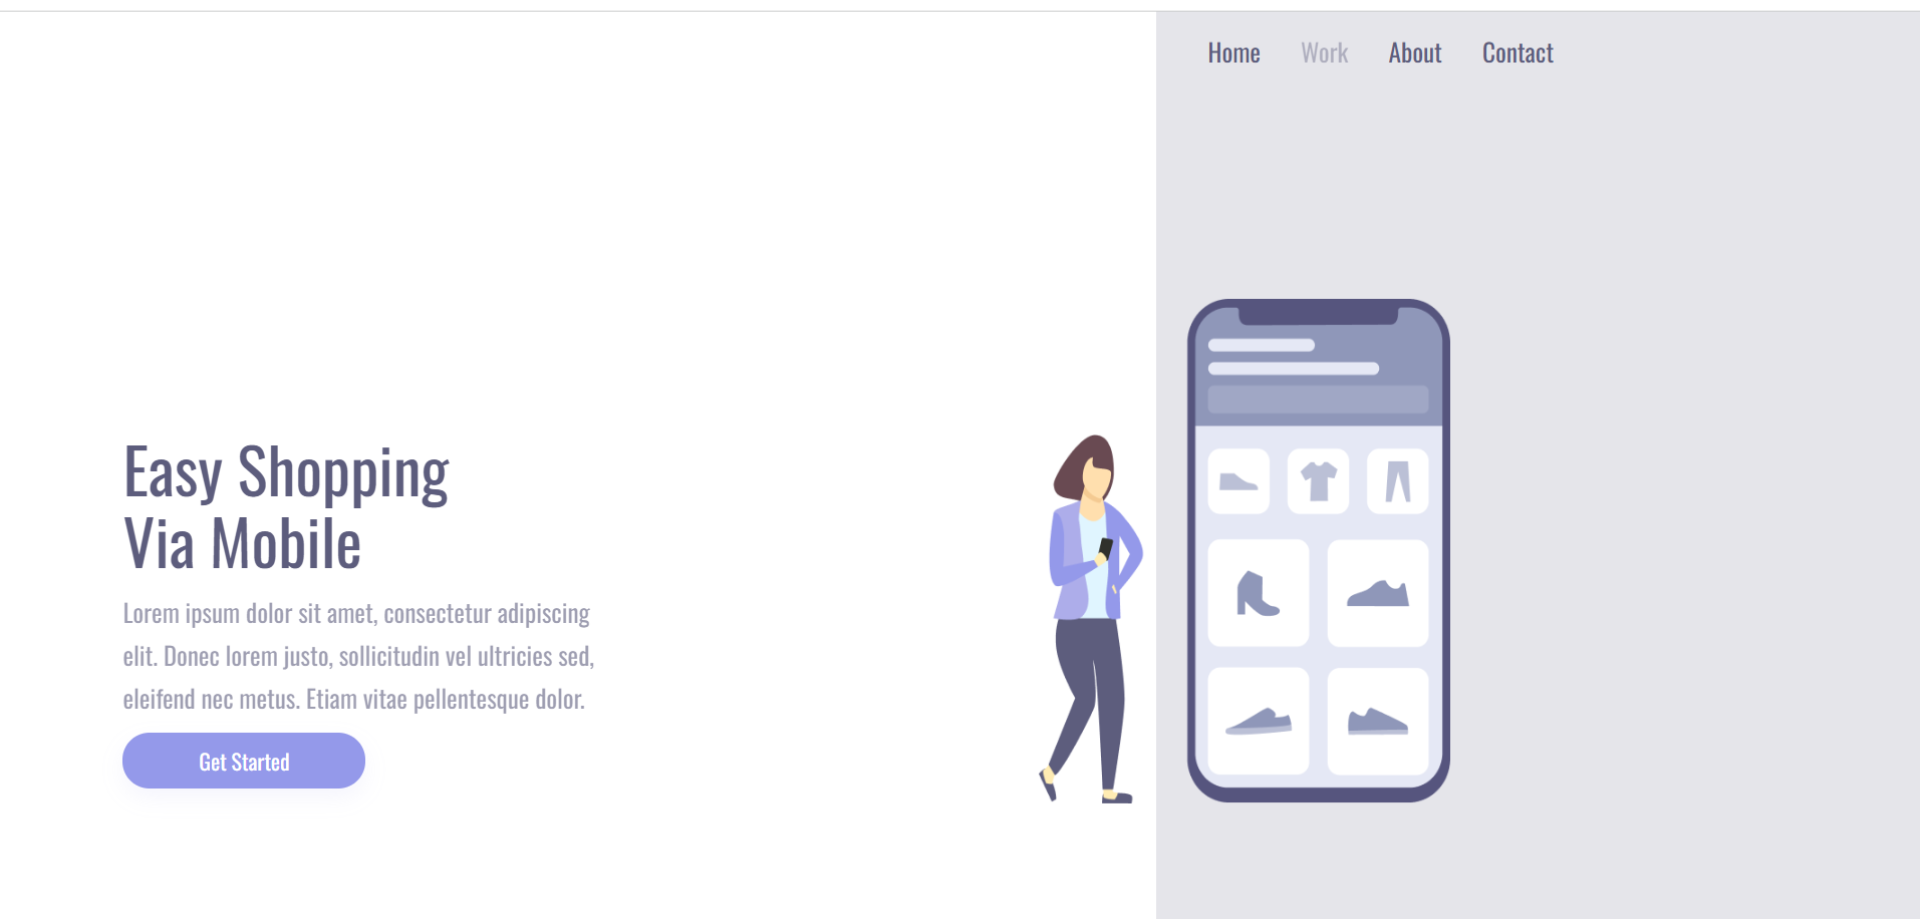 Home Work About Contact
Easy Shopping
Via Mobile
Lorem ipsum dolor sit amet, consectetur adipiscing
elit. Donec lorem justo, sollicitudin vel ultricies sed,
eleifend nec metus. Etiam vitae pellentesque dolor.
Get Started